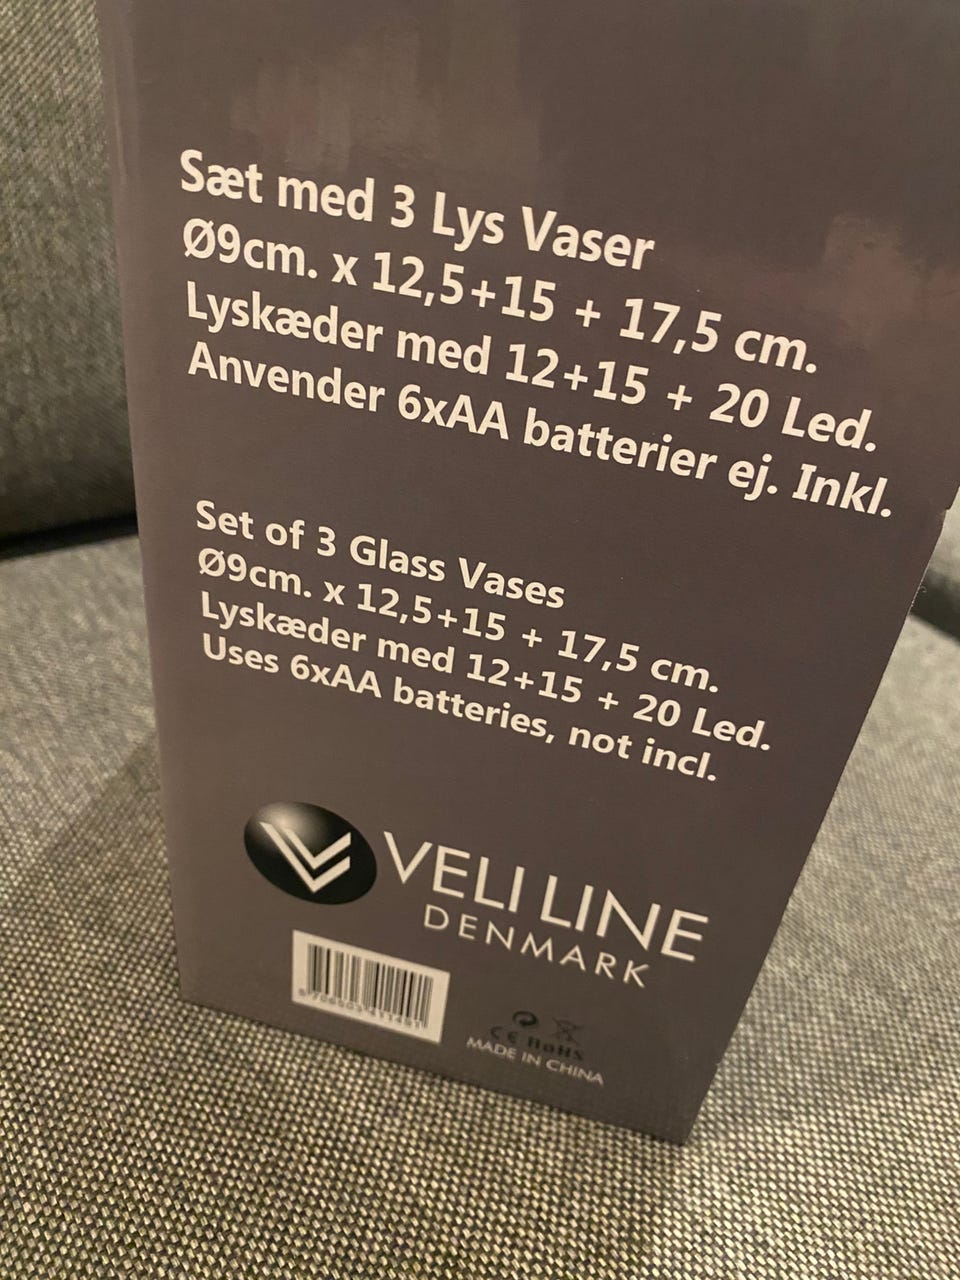 Sæt med 3 Lys Vaser
Ø9cm. x 12,5+15 + 17,5 cm.
Lyskæder med 12+15 + 20 Led.
Anvender 6xAA batterier ej. Inkl.
Set of 3 Glass Vases
Ø9cm. x 12,5+15 + 17,5 cm.
Lyskæder med 12+15 + 20 Led.
Uses 6xAA batteries, not incl.
VELI LINE
DENMARK
CE RoHS
MADE IN CHINA